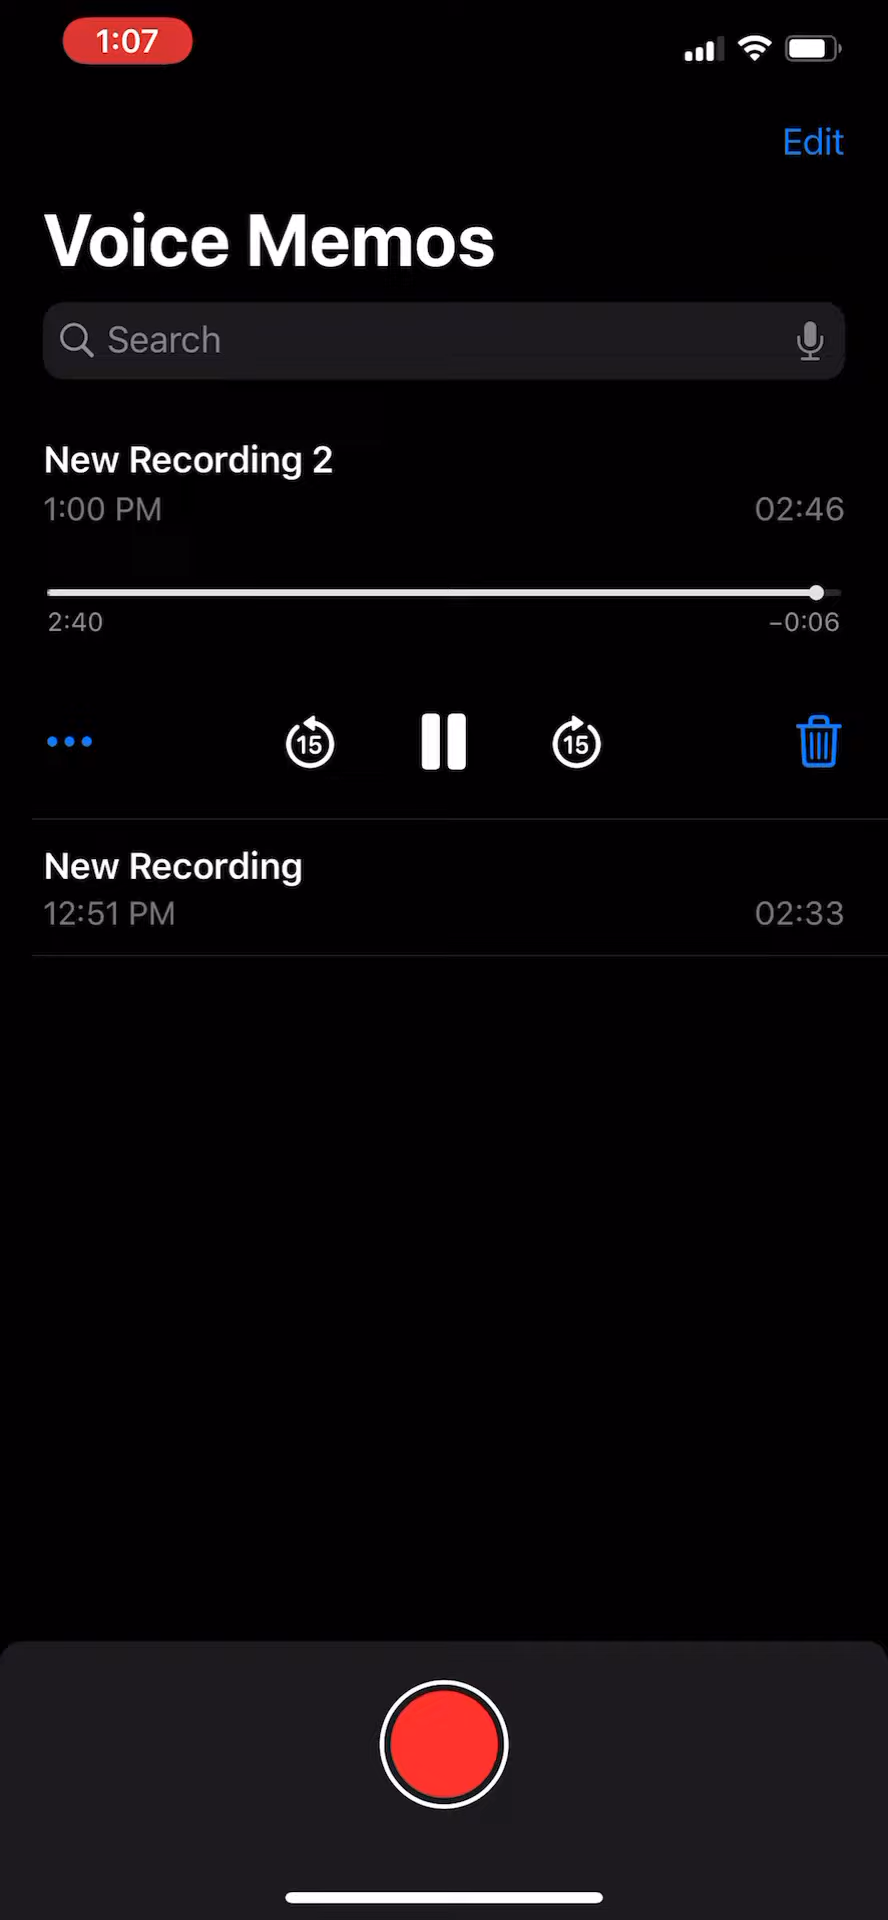 1:07
Edit
Voice Memos
Search
New Recording 2
1:00 PM 02:46
2:40 −0:06
15 15
New Recording
12:51 PM 02:33